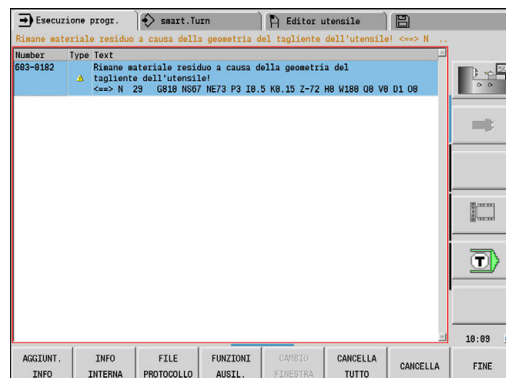 Esecuzione progr.
smart.Turn
Editor utensile
Rimane materiale residuo a causa della geometria del tagliente dell'utensile! <==> N ..
Number Type Text
603-0182 Rimane materiale residuo a causa della geometria del
tagliente dell'utensile!
<==> N 29 G810 NS67 NE73 P3 I0.5 K0.15 Z-72 H0 W180 Q0 V0 D1 O0
T
10:09
AGGIUNT. INFO
INFO INTERNA
FILE PROTOCOLLO
FUNZIONI AUSIL.
CAMBIO FINESTRA
CANCELLA TUTTO
CANCELLA
FINE